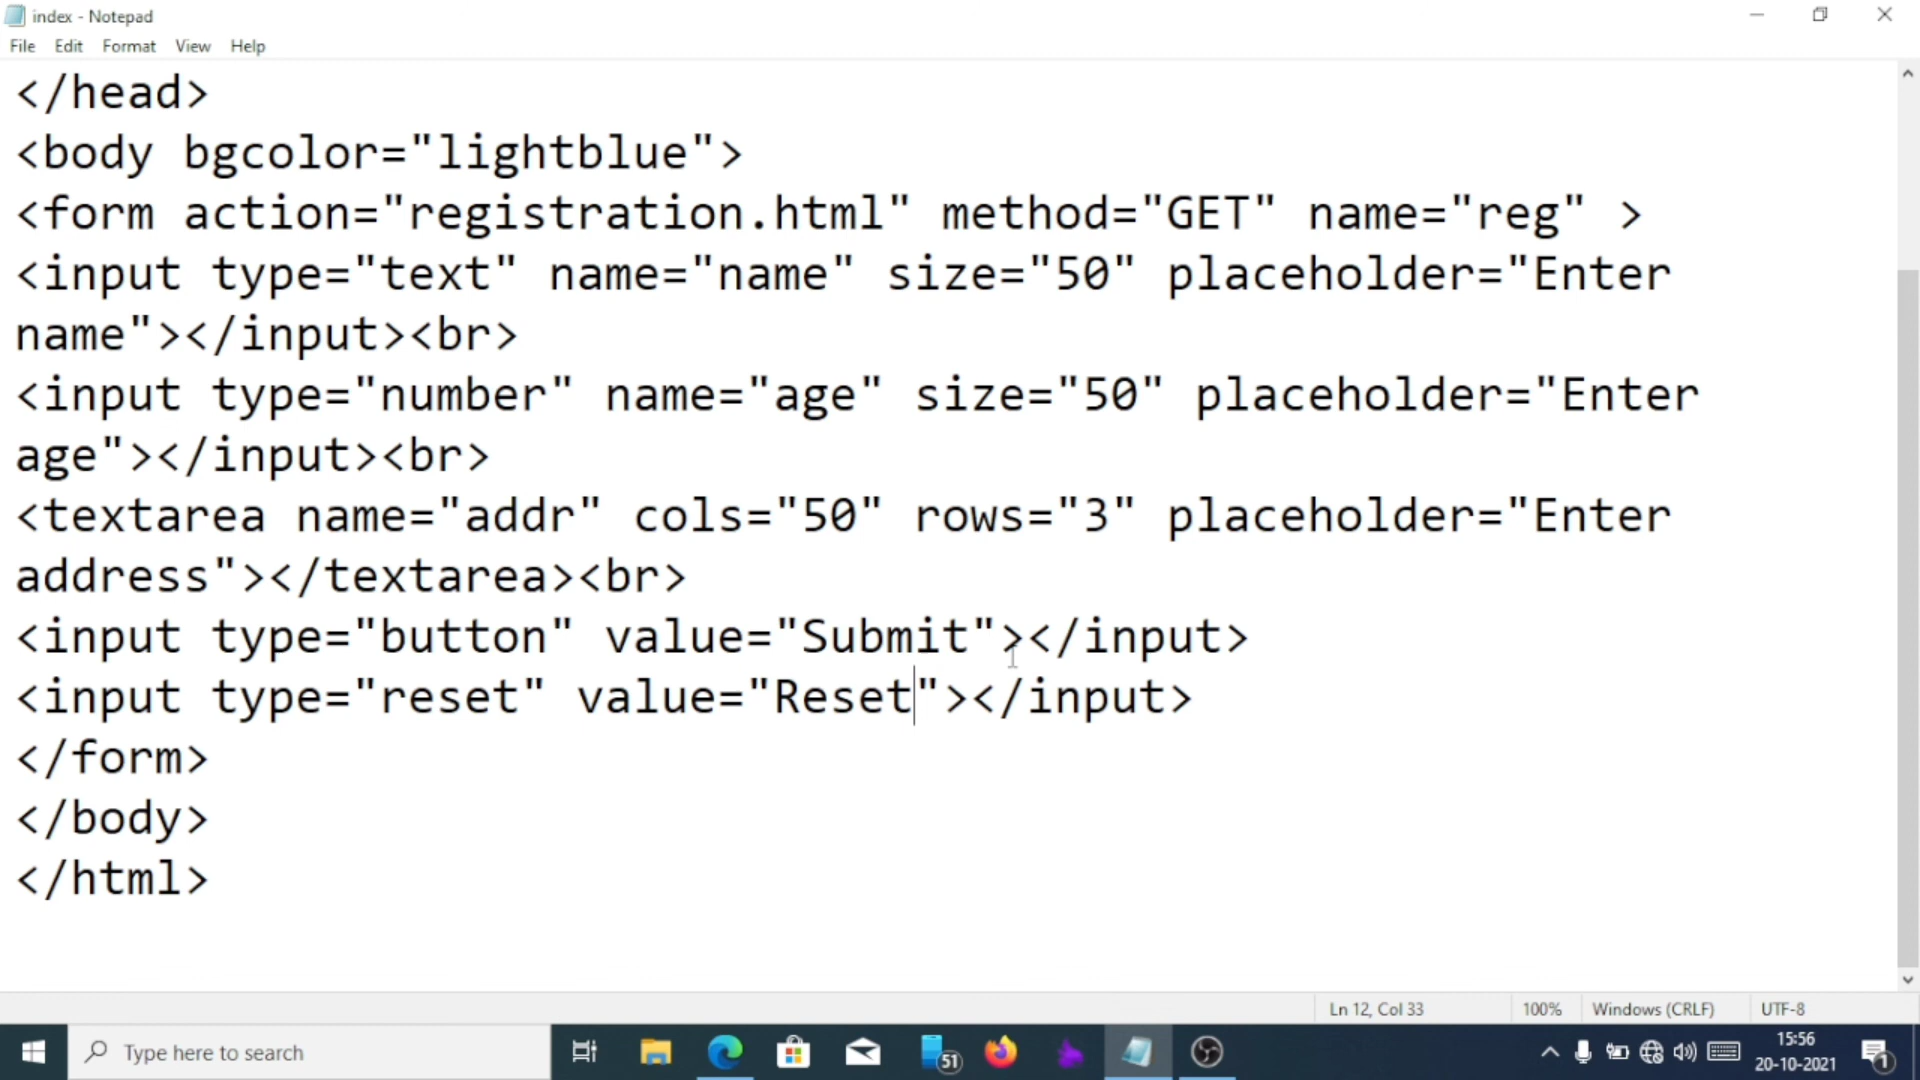 index - Notepad
File Edit Format View Help
</head>
<body bgcolor="lightblue">
<form action="registration.html" method="GET" name="reg" >
<input type="text" name="name" size="50" placeholder="Enter
name"></input><br>
<input type="number" name="age" size="50" placeholder="Enter
age"></input><br>
<textarea name="addr" cols="50" rows="3" placeholder="Enter
address"></textarea><br>
<input type="button" value="Submit"></input>
<input type="reset" value="Reset"></input>
</form>
</body>
</html>
Ln 12, Col 33 100% Windows (CRLF) UTF-8
Type here to search 51 15:56
20-10-2021 1